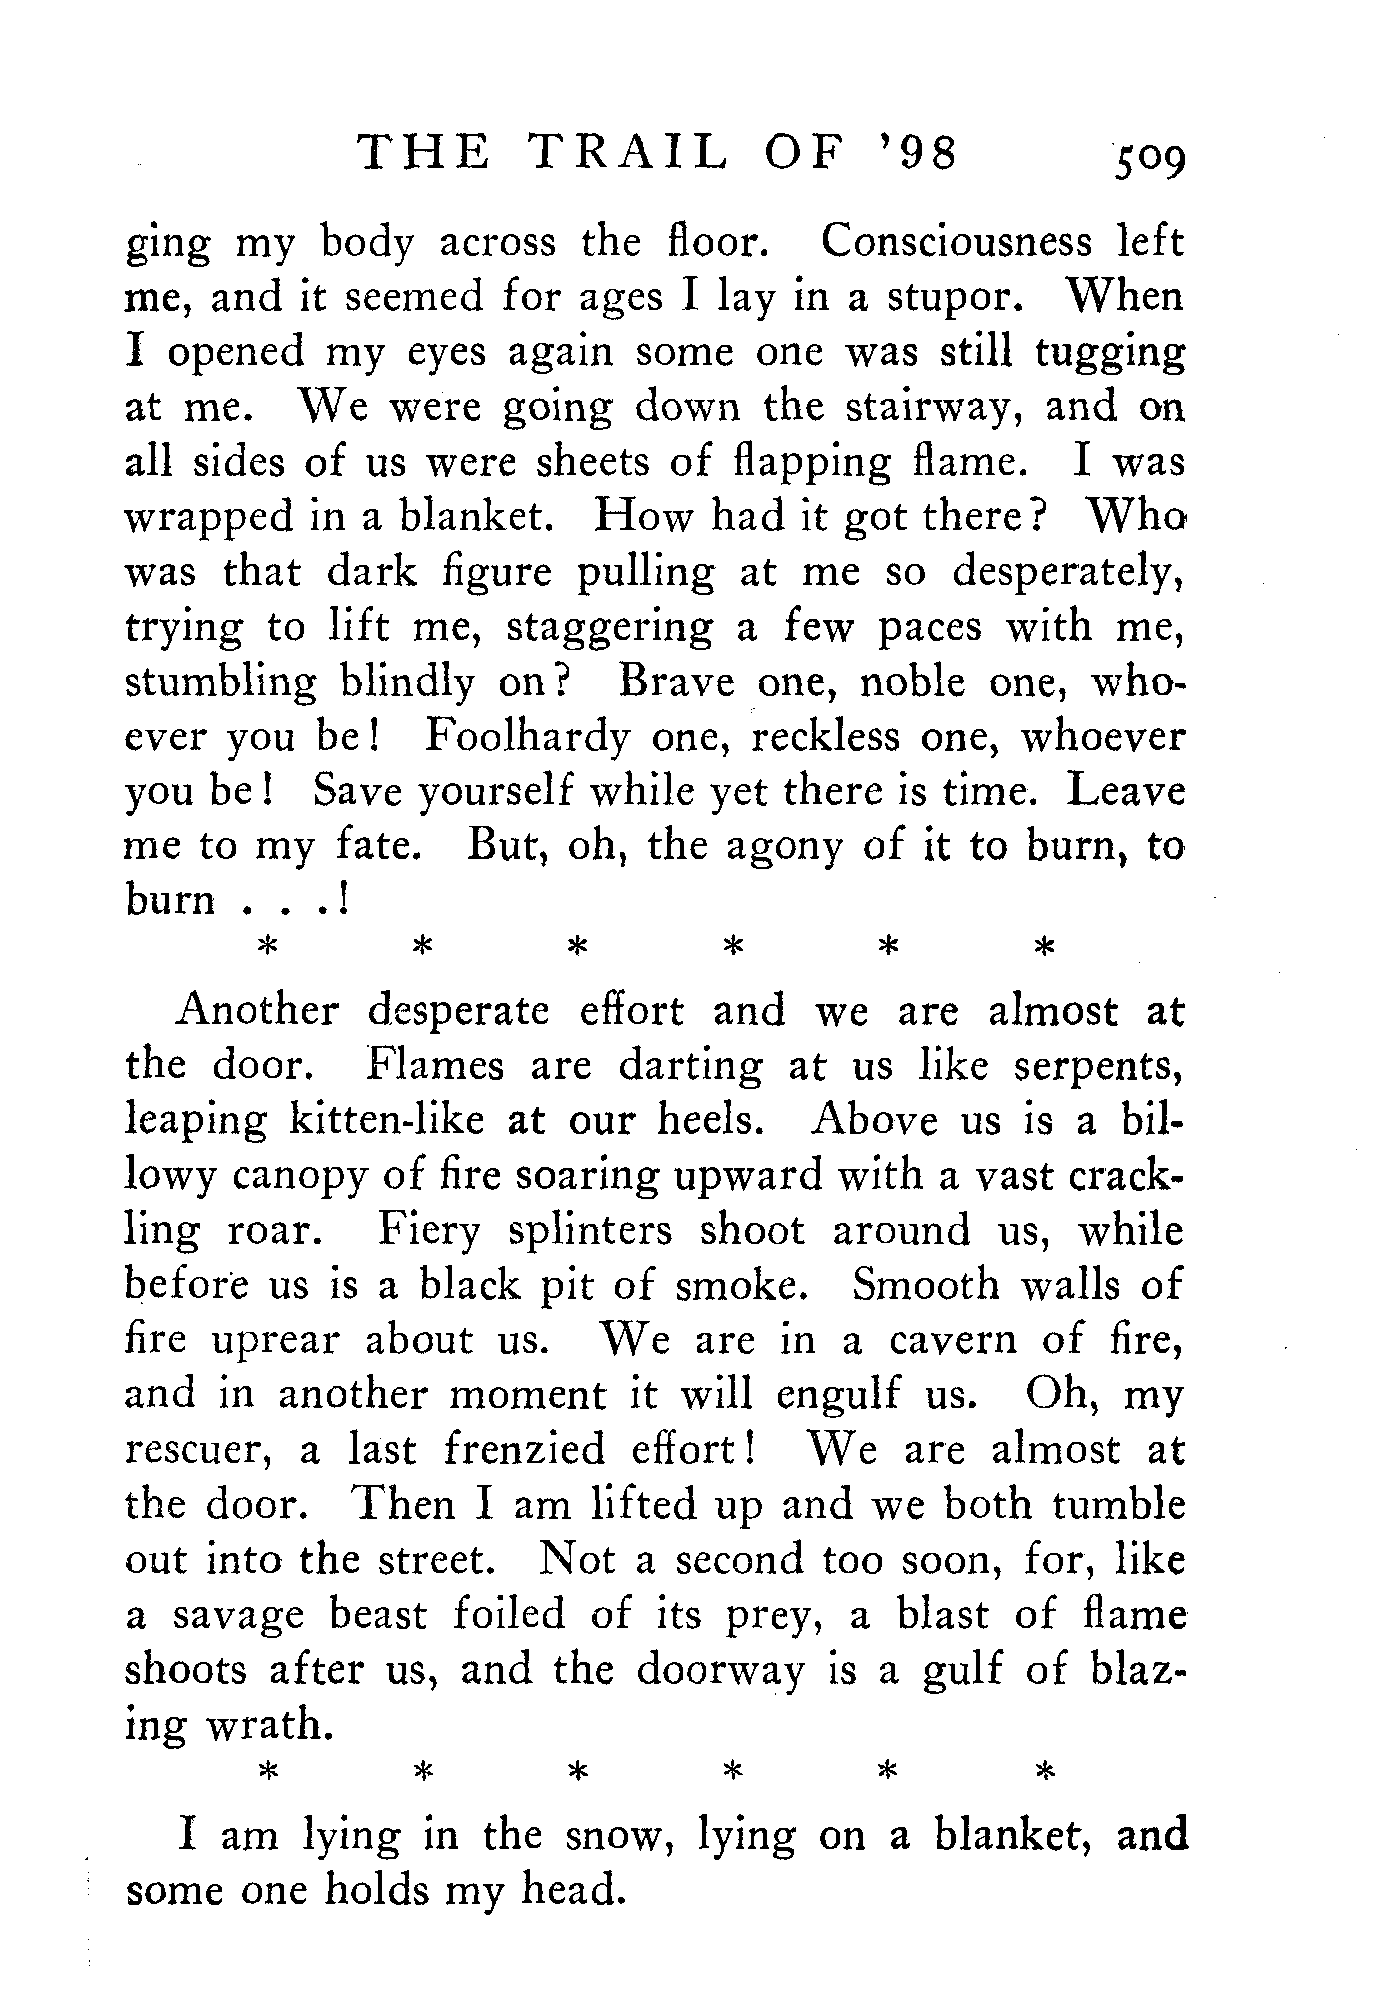 THE TRAIL OF ’98 509
ging my body across the floor. Consciousness left
me, and it seemed for ages I lay in a stupor. When
I opened my eyes again some one was still tugging
at me. We were going down the stairway, and on
all sides of us were sheets of flapping flame. I was
wrapped in a blanket. How had it got there? Who
was that dark figure pulling at me so desperately,
trying to lift me, staggering a few paces with me,
stumbling blindly on? Brave one, noble one, who-
ever you be! Foolhardy one, reckless one, whoever
you be! Save yourself while yet there is time. Leave
me to my fate. But, oh, the agony of it to burn, to
burn . . .!
* * * * * *
Another desperate effort and we are almost at
the door. Flames are darting at us like serpents,
leaping kitten-like at our heels. Above us is a bil-
lowy canopy of fire soaring upward with a vast crack-
ling roar. Fiery splinters shoot around us, while
before us is a black pit of smoke. Smooth walls of
fire uprear about us. We are in a cavern of fire,
and in another moment it will engulf us. Oh, my
rescuer, a last frenzied effort! We are almost at
the door. Then I am lifted up and we both tumble
out into the street. Not a second too soon, for, like
a savage beast foiled of its prey, a blast of flame
shoots after us, and the doorway is a gulf of blaz-
ing wrath.
* * * * * *
I am lying in the snow, lying on a blanket, and
some one holds my head.